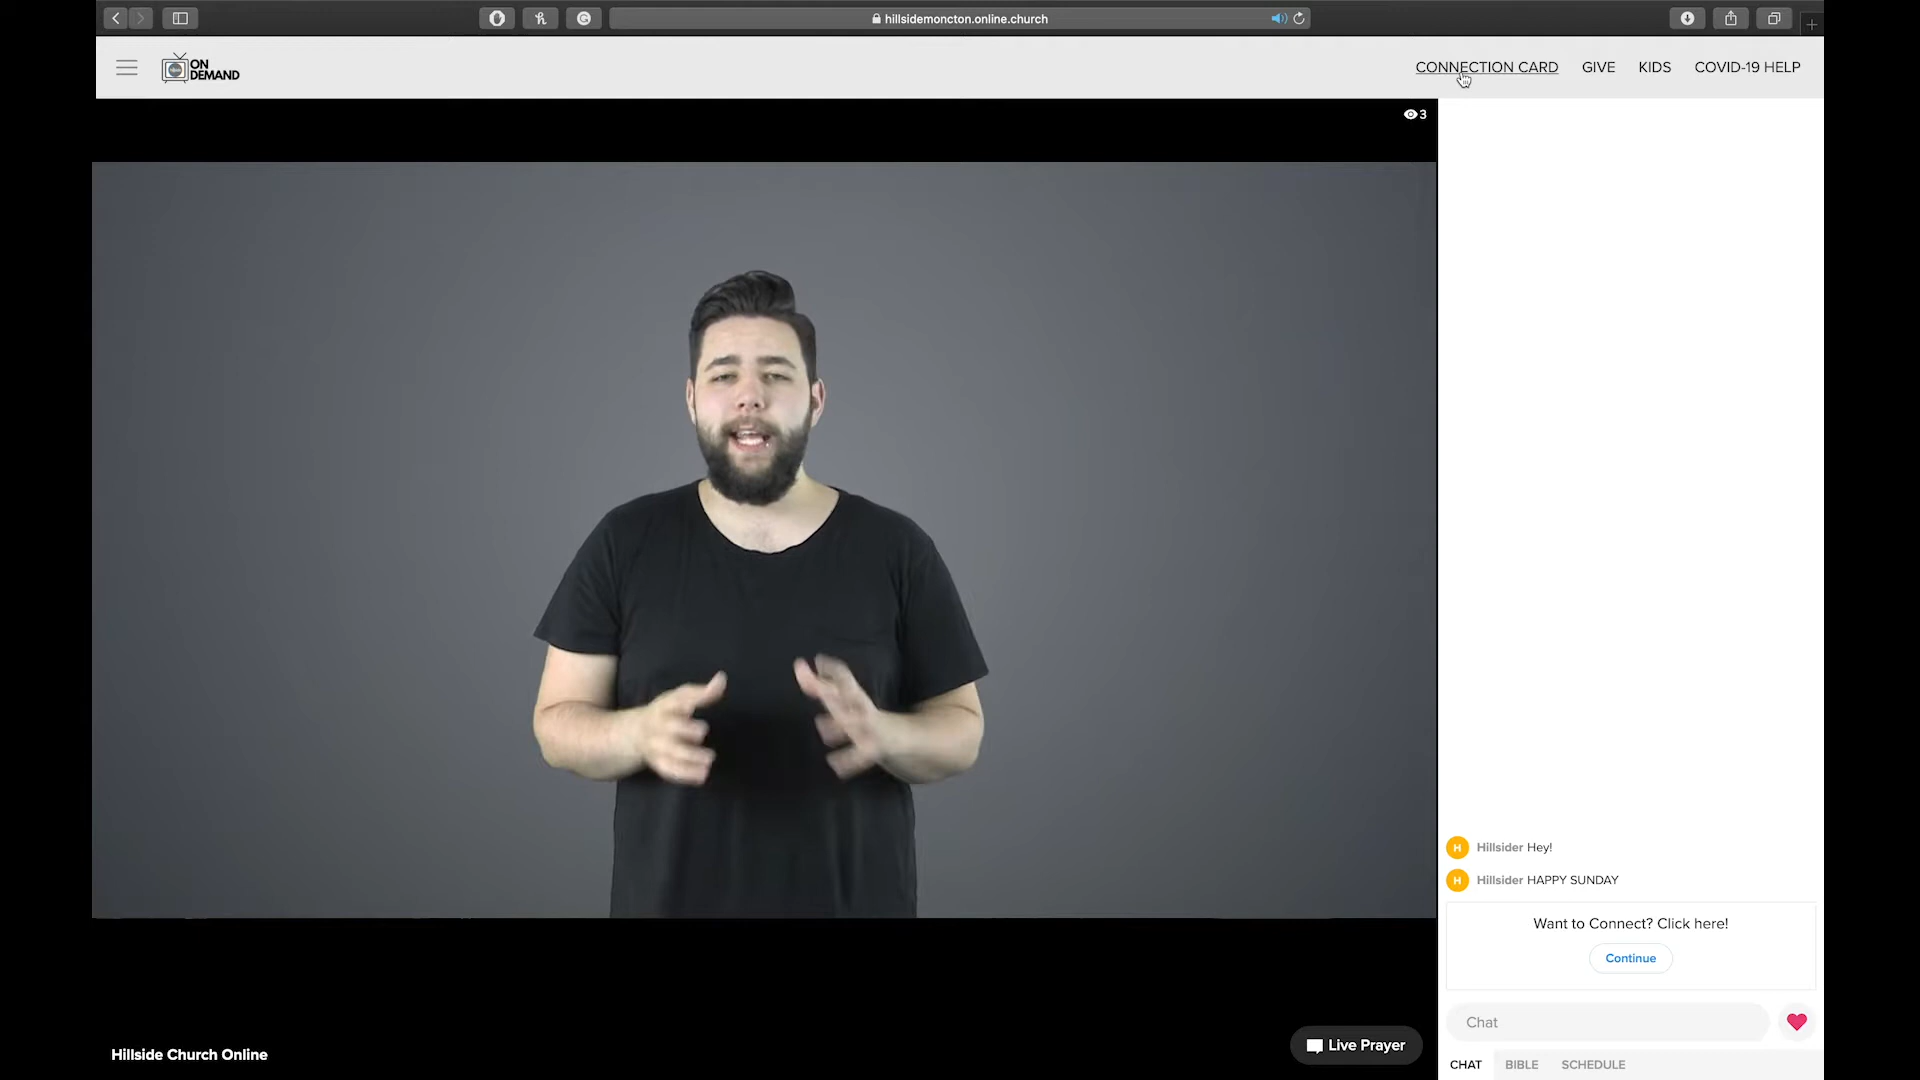 hillsidemoncton.online.church
ON
DEMAND
CONNECTION CARD GIVE KIDS COVID-19 HELP
3
H Hillsider Hey!
H Hillsider HAPPY SUNDAY
Want to Connect? Click here!
Continue
Chat
Hillside Church Online
Live Prayer
CHAT BIBLE SCHEDULE